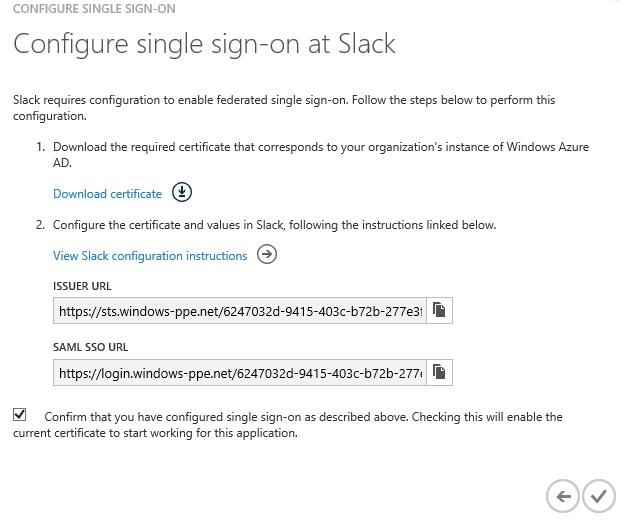 CONFIGURE SINGLE SIGN-ON
Configure single sign-on at Slack
Slack requires configuration to enable federated single sign-on. Follow the steps below to perform this
configuration.
1. Download the required certificate that corresponds to your organization's instance of Windows Azure
AD.
Download certificate
2. Configure the certificate and values in Slack, following the instructions linked below.
View Slack configuration instructions
ISSUER URL
https://sts.windows-ppe.net/6247032d-9415-403c-b72b-277e3f
SAML SSO URL
https://login.windows-ppe.net/6247032d-9415-403c-b72b-277e
Confirm that you have configured single sign-on as described above. Checking this will enable the
current certificate to start working for this application.